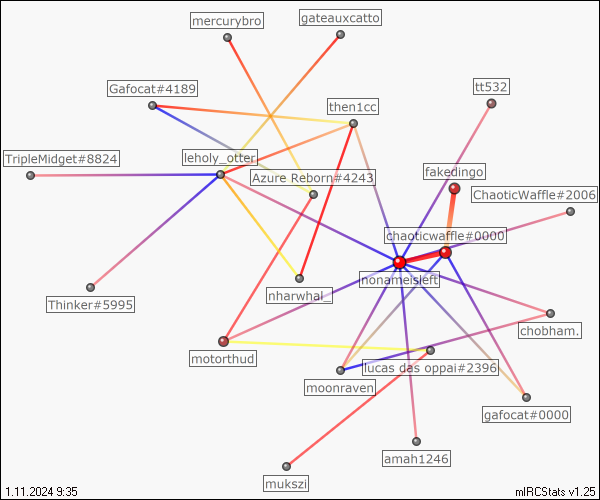 mercurybro
gateauxcatto
Gafocat#4189
then1cc
tt532
TripleMidget#8824
leholy_otter
Azure Reborn#4243
fakedingo
ChaoticWaffle#2006
chaoticwaffle#0000
nonameisleft
Thinker#5995
nharwhal_
chobham.
motorthud
lucas das oppai#2396
moonraven
gafocat#0000
amah1246
mukszi
1.11.2024 9:35
mIRCStats v1.25